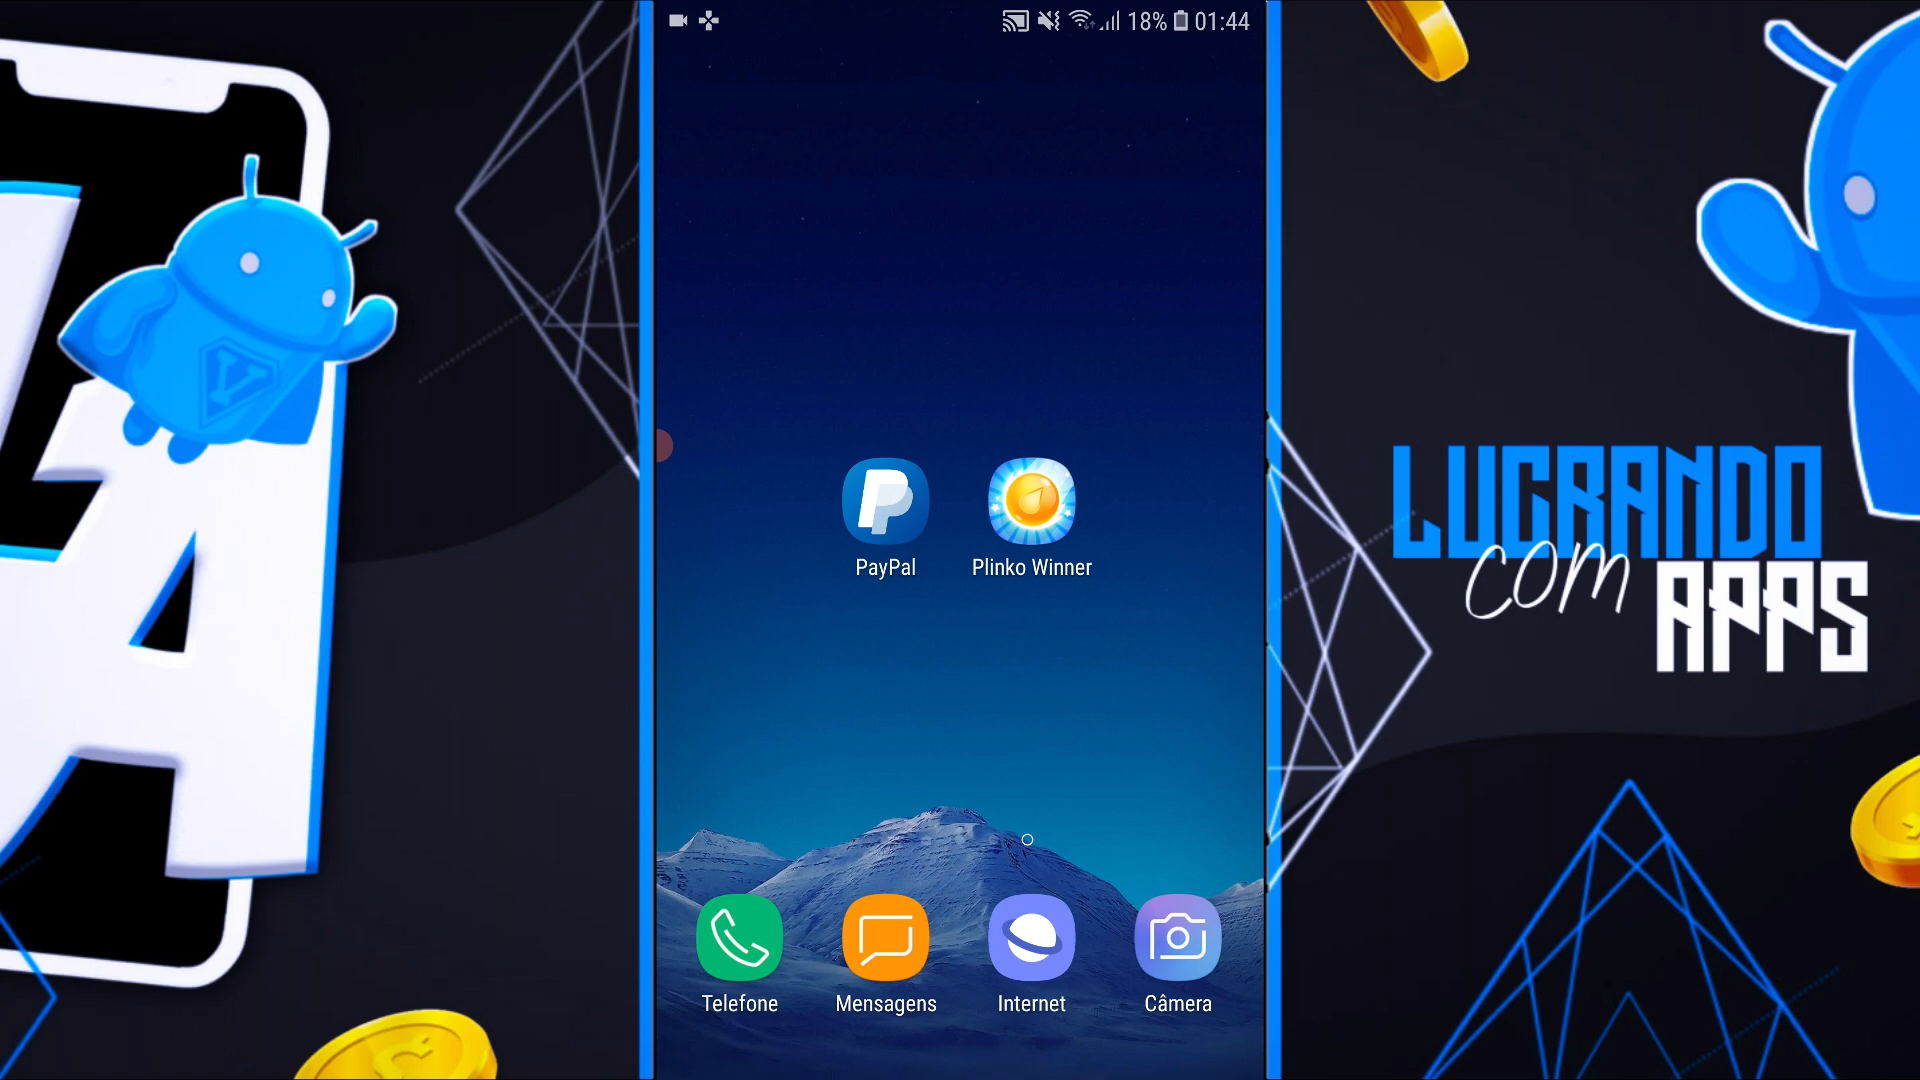 18% 01:44
PayPal
Plinko Winner
Telefone
Mensagens
Internet
Câmera
LUCRANDO
com
APPS